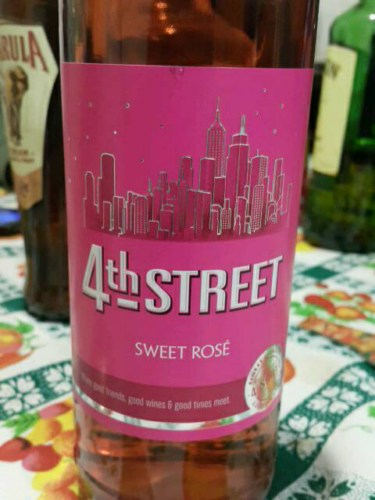 4th STREET
SWEET ROSÉ
good friends, good wines & good times meet.